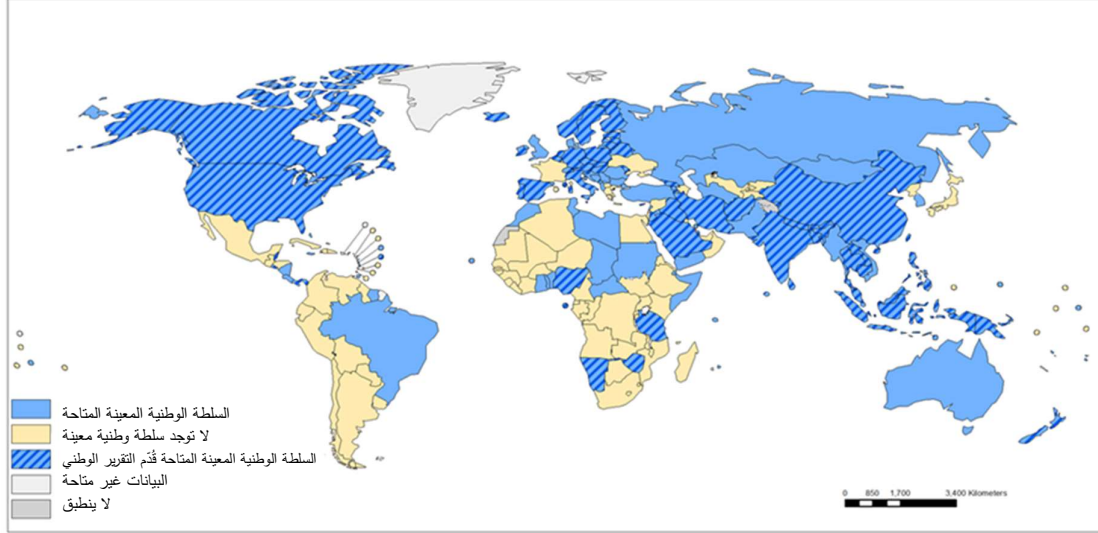 السلطة الوطنية المعينة المتاحة
لا توجد سلطة وطنية معينة
السلطة الوطنية المعينة المتاحة قُدّم التقرير الوطني
البيانات غير متاحة
لا ينطبق
0 850 1,700 3,400 Kilometers